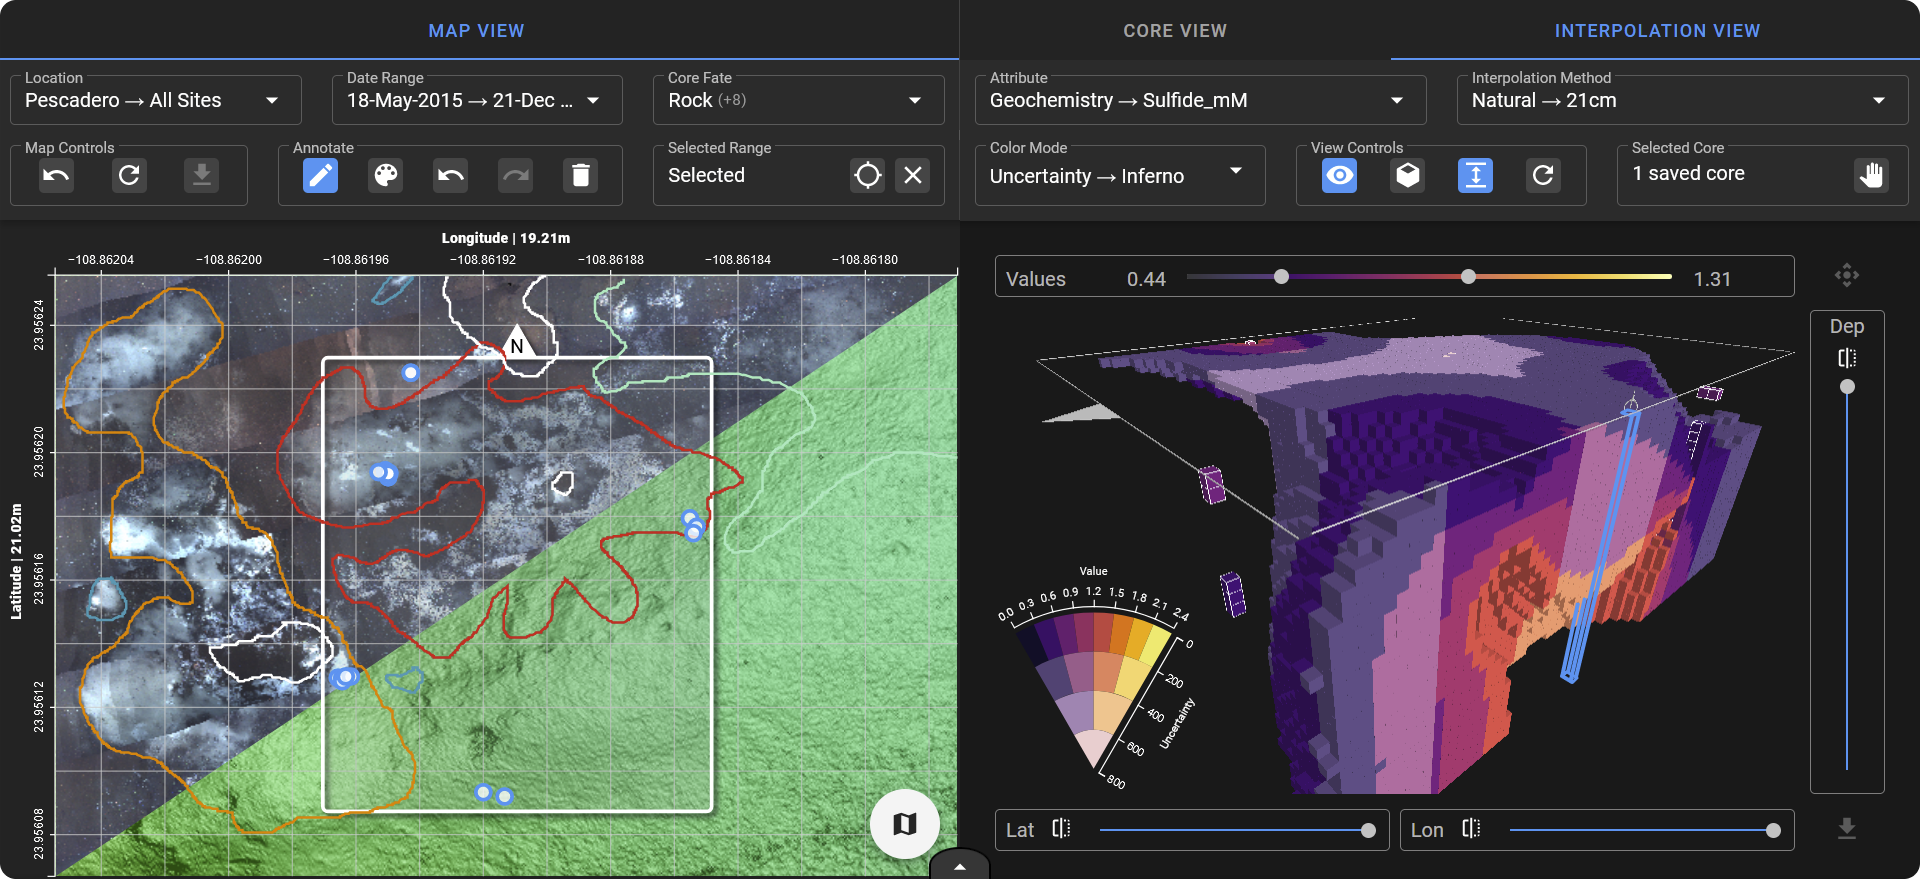 MAP VIEW
CORE VIEW
INTERPOLATION VIEW
Location
Pescadero → All Sites
Date Range
18-May-2015 → 21-Dec ...
Core Fate
Rock (+8)
Attribute
Geochemistry → Sulfide_mM
Interpolation Method
Natural → 21cm
Map Controls
Annotate
Selected Range
Selected
Color Mode
Uncertainty → Inferno
View Controls
Selected Core
1 saved core
Longitude | 19.21m
−108.86204
−108.86200
−108.86196
−108.86192
−108.86188
−108.86184
−108.86180
Latitude | 21.02m
23.95624
23.95620
23.95616
23.95612
23.95608
N
Values
0.44
1.31
Dep
Value
0.0
0.3
0.6
0.9
1.2
1.5
1.8
2.1
2.4
0
200
400
600
800
Uncertainty
Lat
Lon